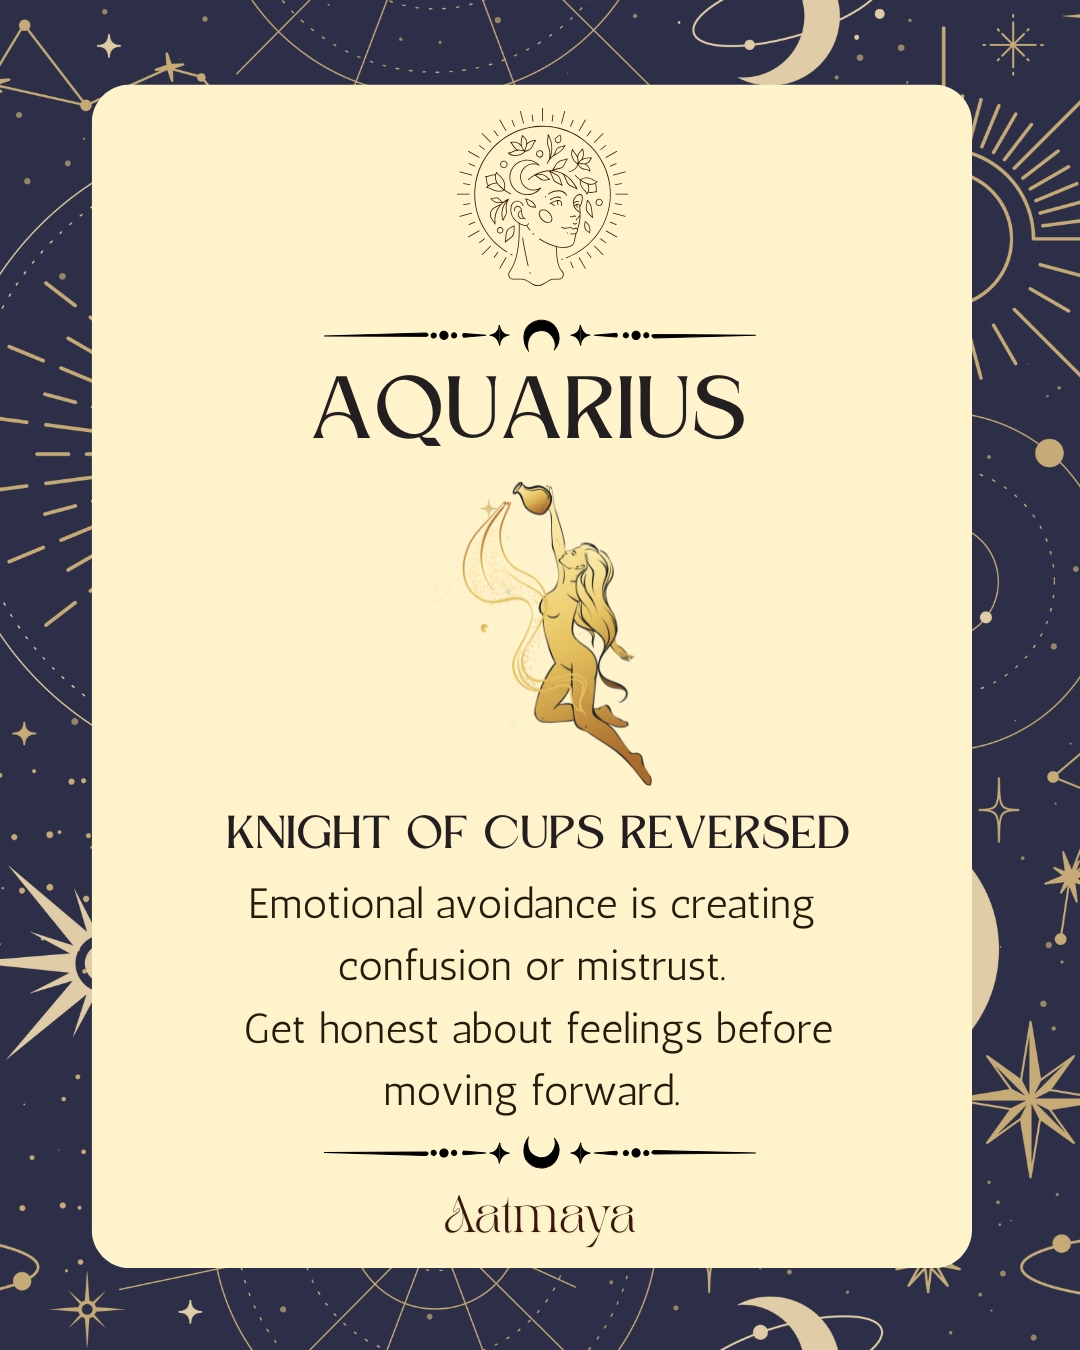 AQUARIUS
KNIGHT OF CUPS REVERSED
Emotional avoidance is creating
confusion or mistrust.
Get honest about feelings before
moving forward.
Aatmaya